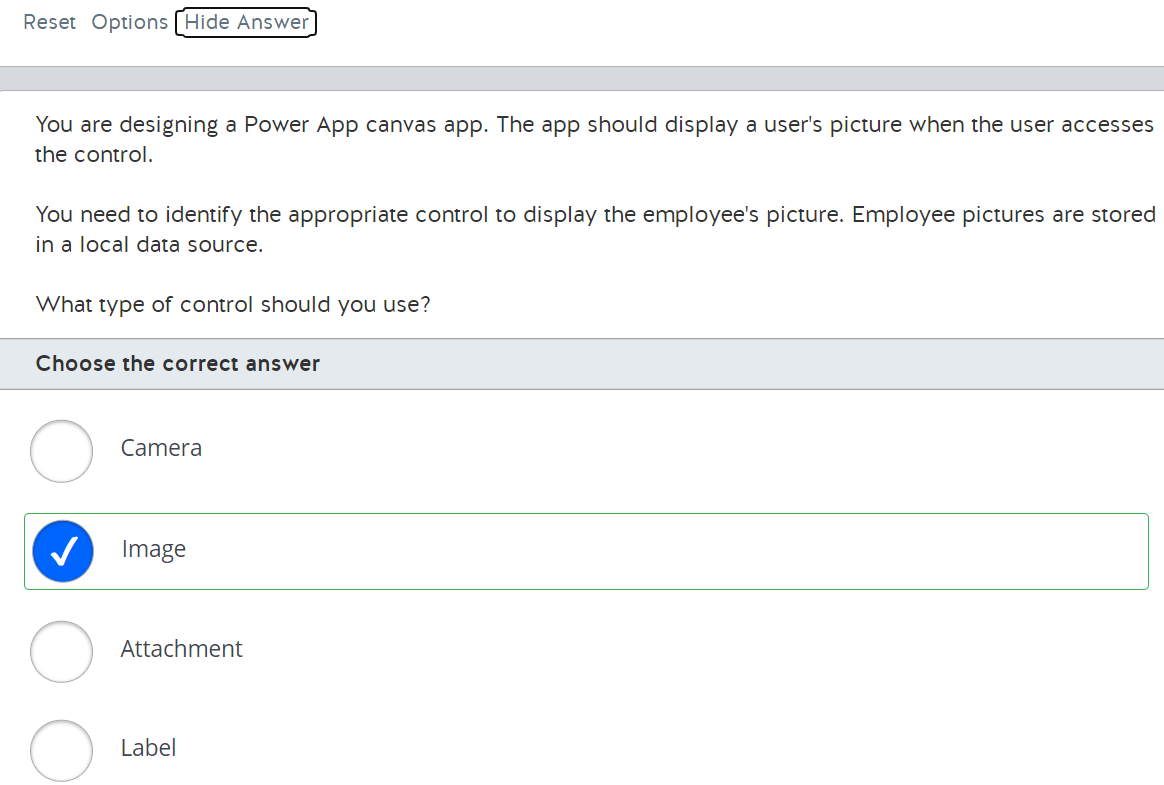 Reset Options Hide Answer
You are designing a Power App canvas app. The app should display a user's picture when the user accesses
the control.
You need to identify the appropriate control to display the employee's picture. Employee pictures are stored
in a local data source.
What type of control should you use?
Choose the correct answer
Camera
Image
Attachment
Label